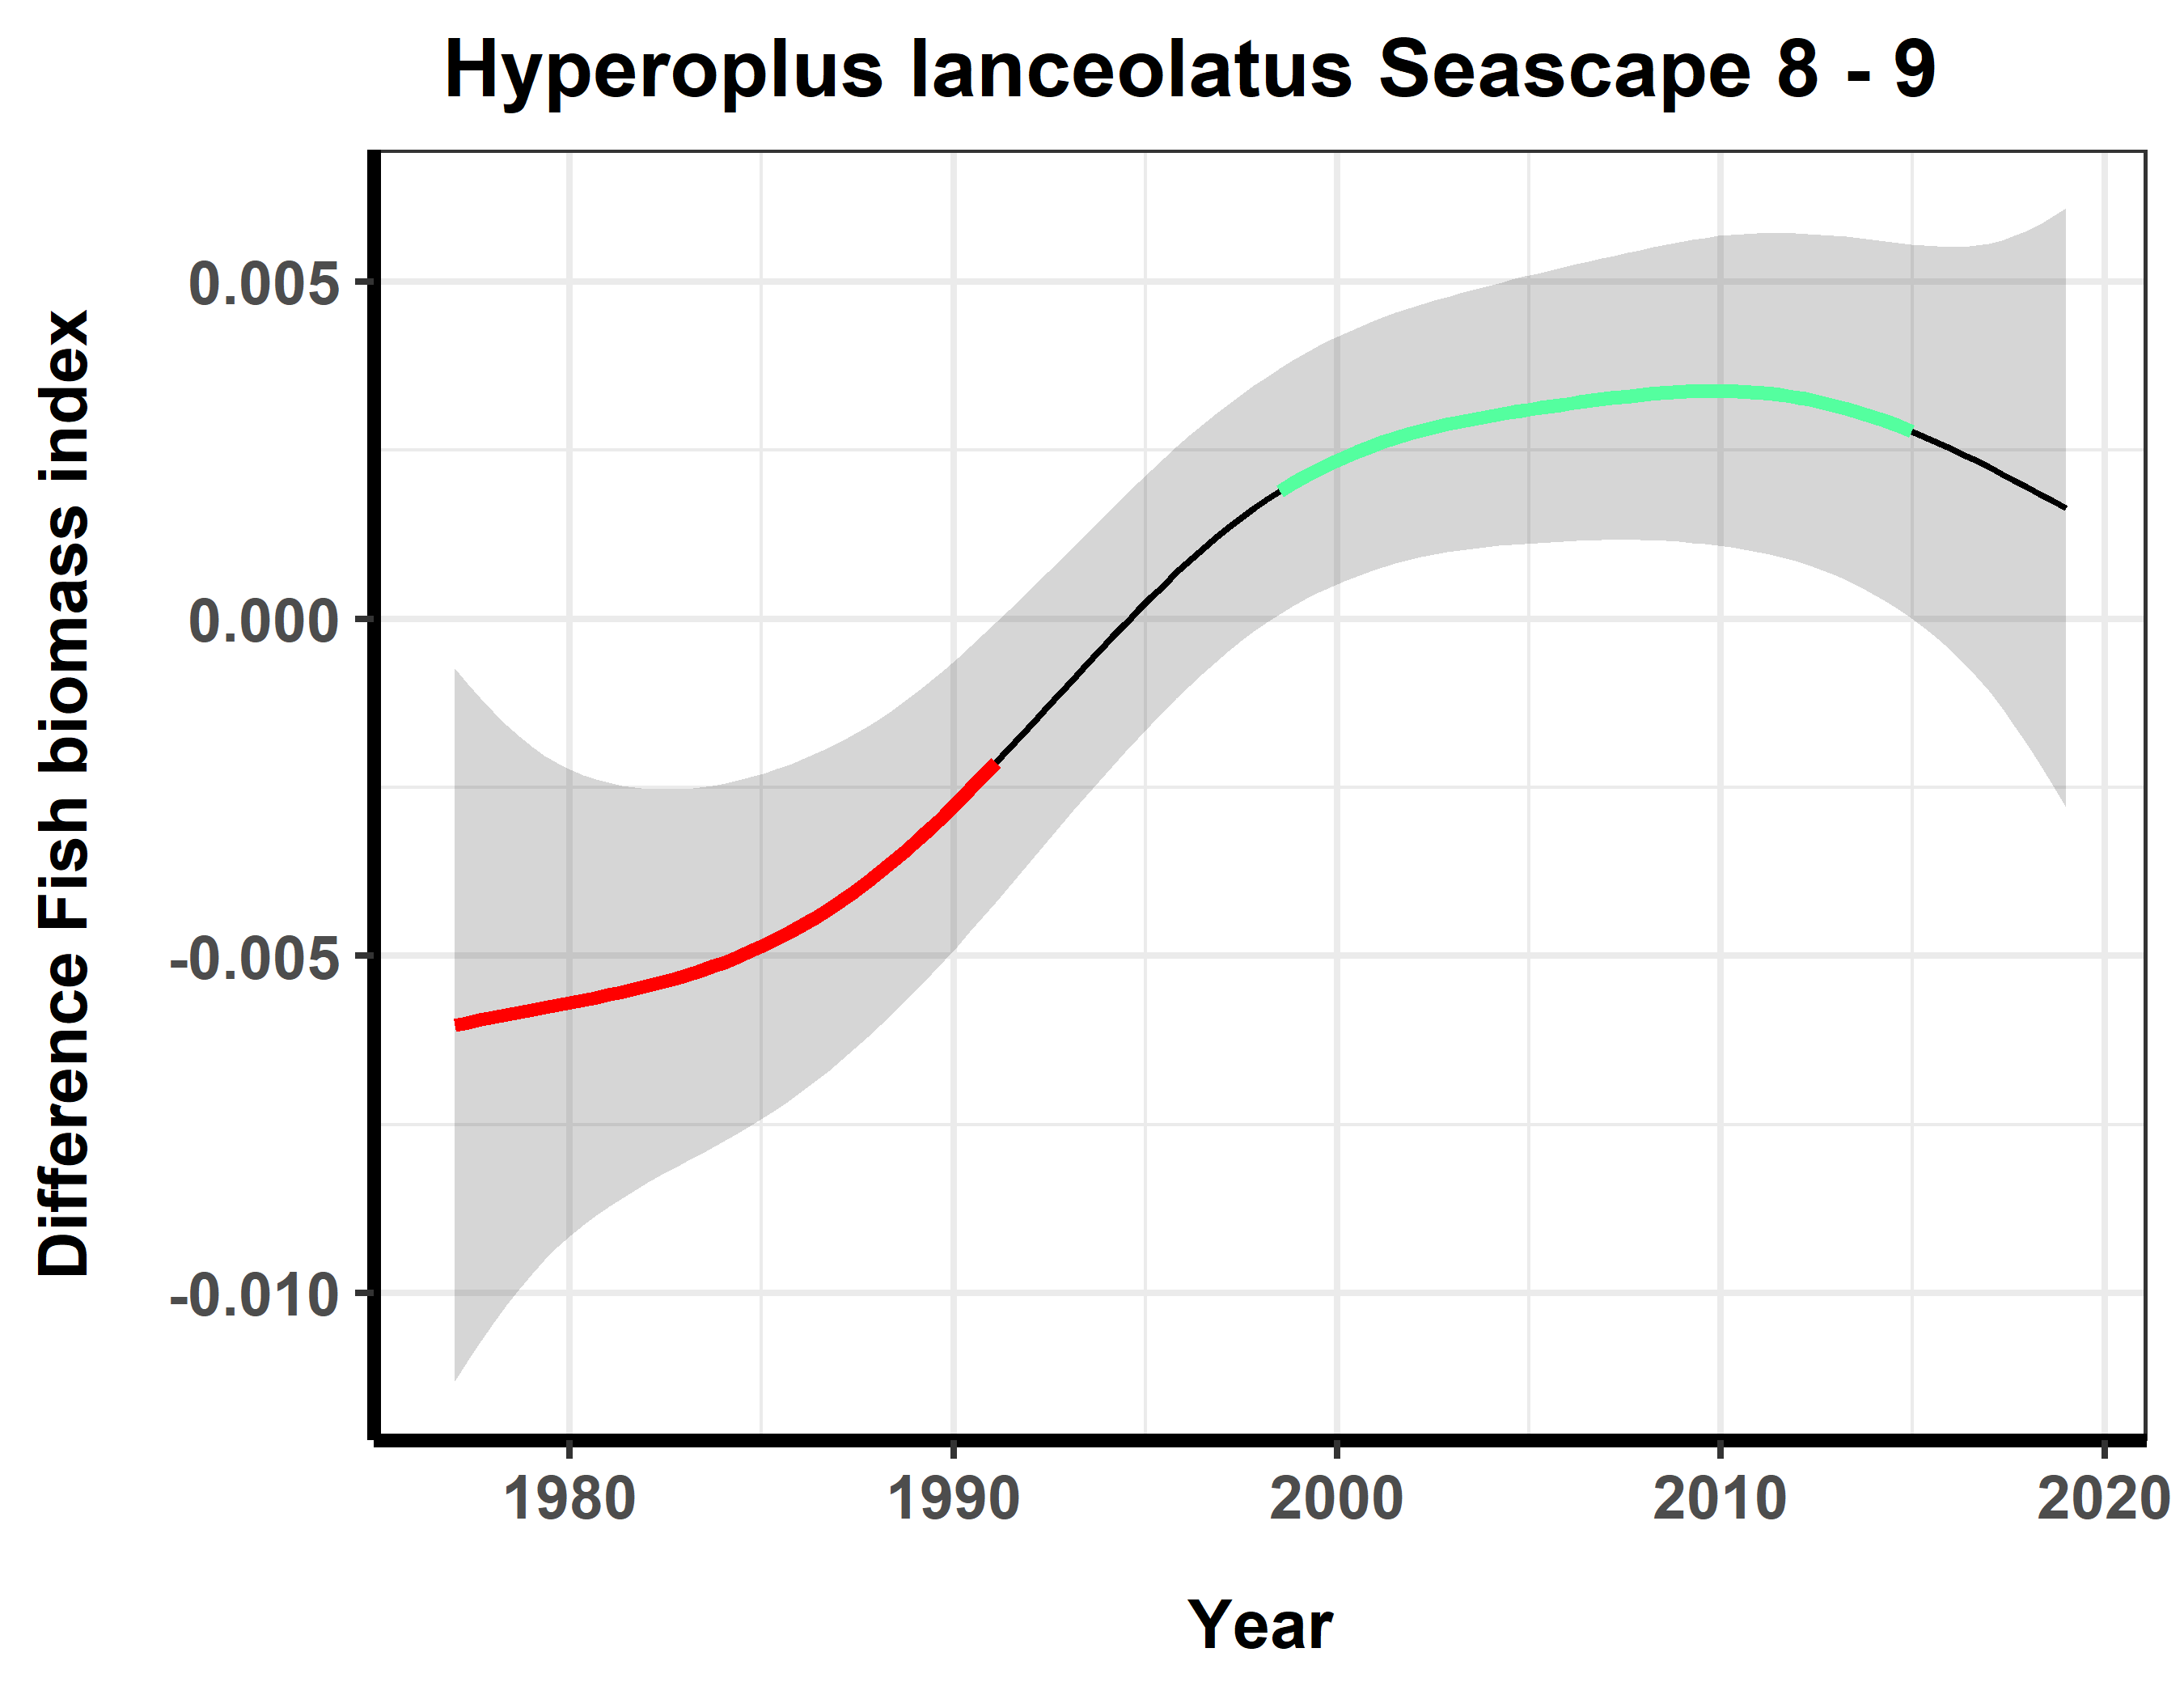 Hyperoplus lanceolatus Seascape 8 - 9
Difference Fish biomass index
0.005
0.000
-0.005
-0.010
1980 1990 2000 2010 2020
Year